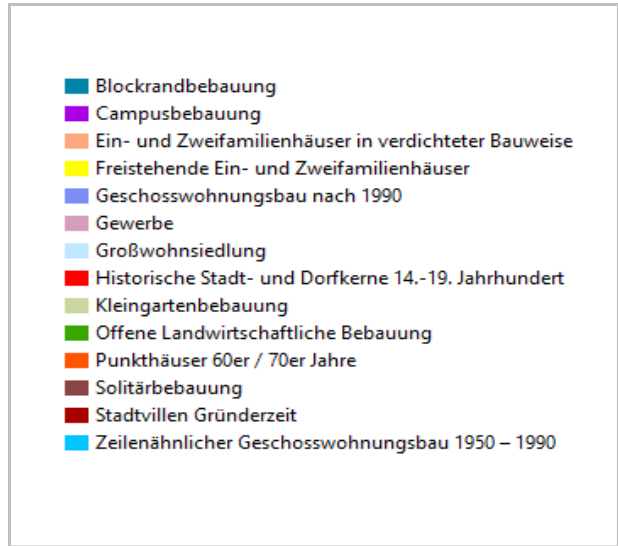 Blockrandbebauung
Campusbebauung
Ein- und Zweifamilienhäuser in verdichteter Bauweise
Freistehende Ein- und Zweifamilienhäuser
Geschosswohnungsbau nach 1990
Gewerbe
Großwohnsiedlung
Historische Stadt- und Dorfkerne 14.-19. Jahrhundert
Kleingartenbebauung
Offene Landwirtschaftliche Bebauung
Punkthäuser 60er / 70er Jahre
Solitärbebauung
Stadtvillen Gründerzeit
Zeilenähnlicher Geschosswohnungsbau 1950 – 1990